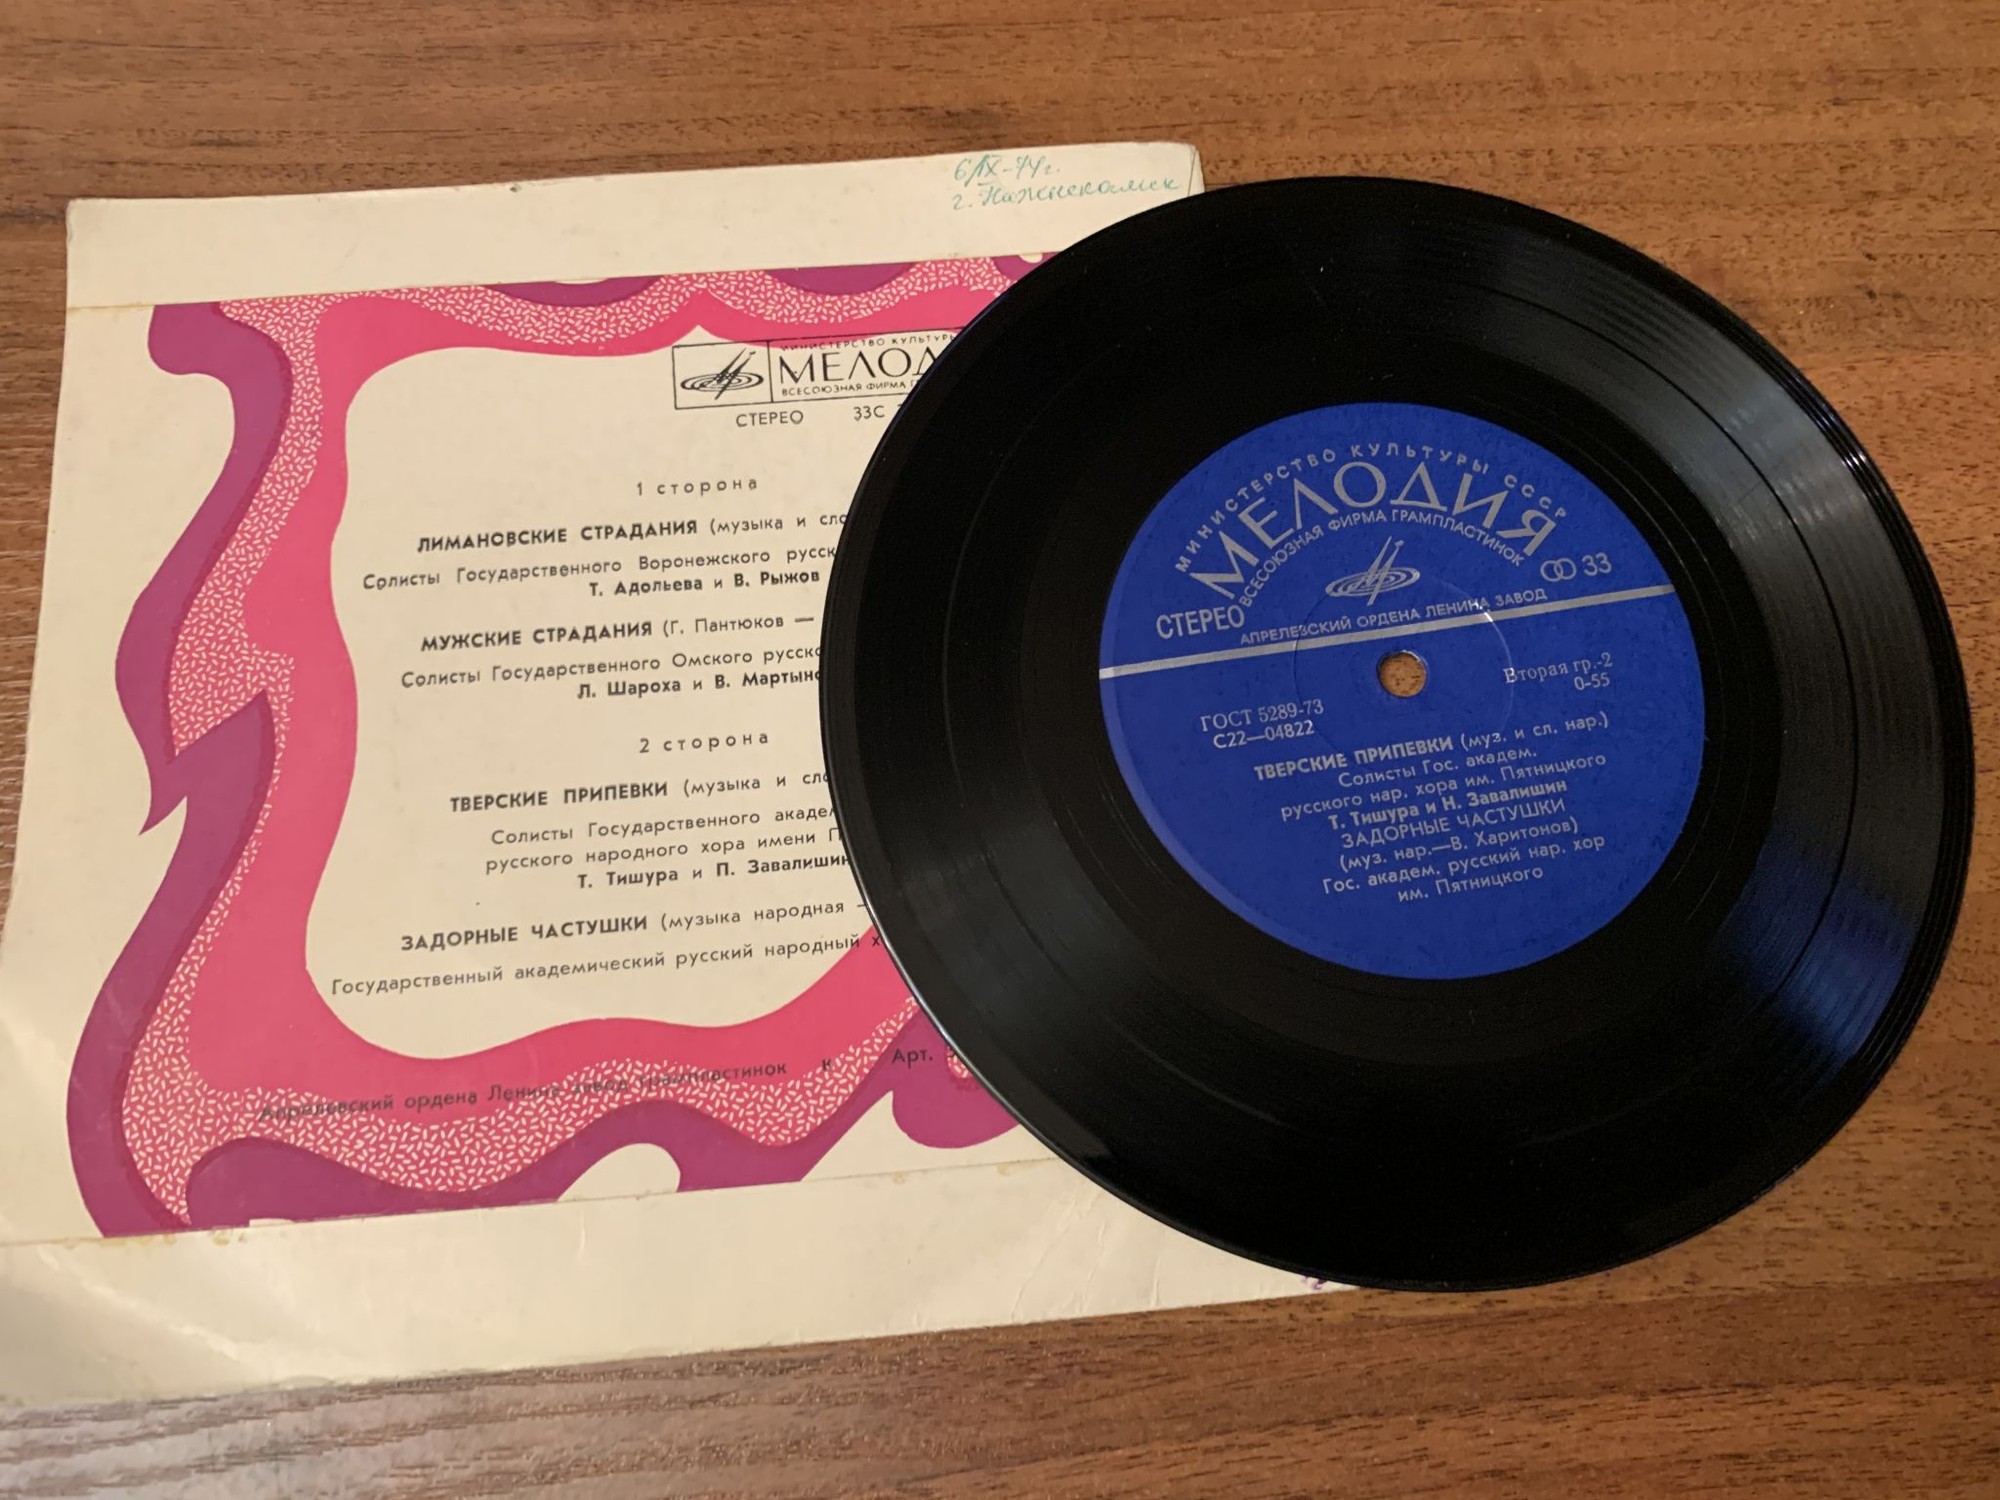 6/IX-74г.
МИНИСТЕРСТВО КУЛЬТУРЫ
МЕЛОД
ВСЕСОЮЗНАЯ ФИРМА Г
СТЕРЕО 33С
1 сторона
ЛИМАНОВСКИЕ СТРАДАНИЯ (музыка и сло
Солисты Государственного Воронежского русск
Т. Адольева и В. Рыжов
МУЖСКИЕ СТРАДАНИЯ (Г. Пантюков —
Солисты Государственного Омского русско
Л. Шароха и В. Мартыно
2 сторона
ТВЕРСКИЕ ПРИПЕВКИ (музыка и сло
Солисты Государственного акаде
русского народного хора имени П
Т. Тишура и П. Завалишин
ЗАДОРНЫЕ ЧАСТУШКИ (музыка народная —
Государственный академический русский народный х
Апрелевский ордена Ленина завод грампластинок к Арт.
МИНИСТЕРСТВО КУЛЬТУРЫ СССР
МЕЛОДИЯ
ВСЕСОЮЗНАЯ ФИРМА ГРАМПЛАСТИНОК
33
СТЕРЕО
АПРЕЛЕВСКИЙ ОРДЕНА ЛЕНИНА ЗАВОД
ГОСТ 5289-73
С22—04822
Вторая гр.-2
0-55
ТВЕРСКИЕ ПРИПЕВКИ (муз. и сл. нар.)
Солисты Гос. академ.
русского нар. хора им. Пятницкого
Т. Тишура и Н. Завалишин
ЗАДОРНЫЕ ЧАСТУШКИ
(муз. нар.—В. Харитонов)
Гос. академ. русский нар. хор
им. Пятницкого